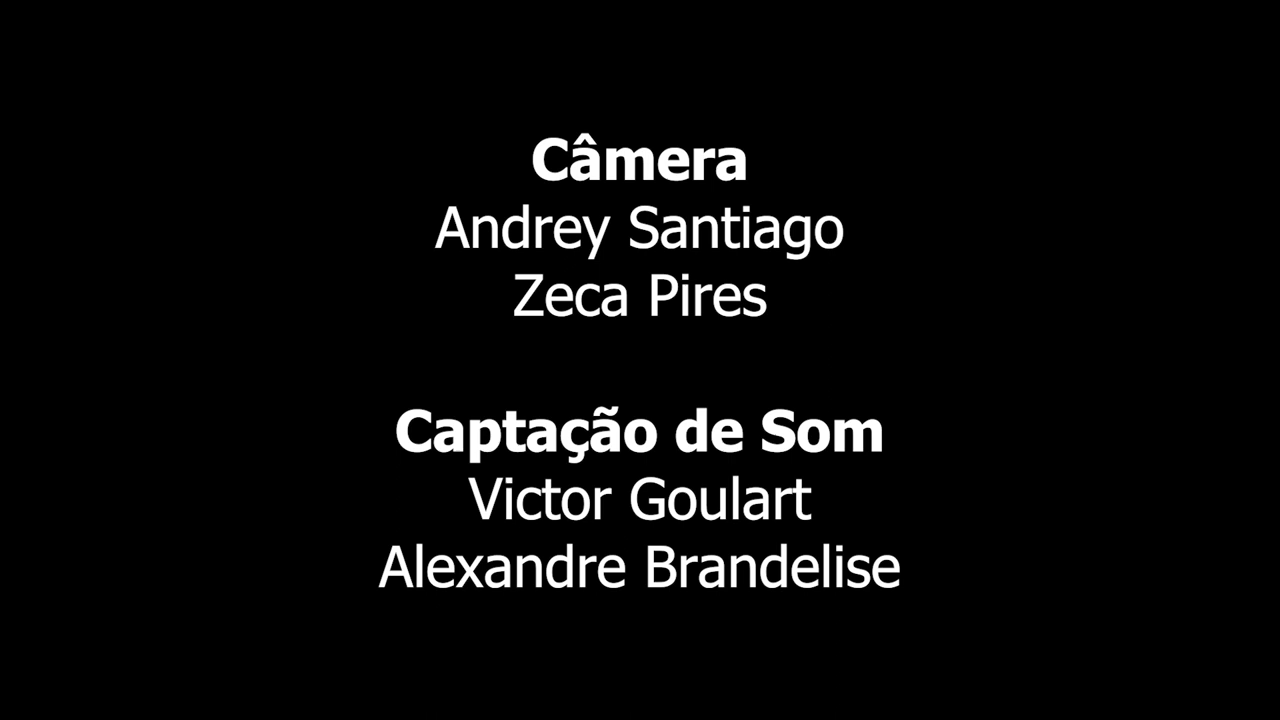 Câmera
Andrey Santiago
Zeca Pires
Captação de Som
Victor Goulart
Alexandre Brandelise